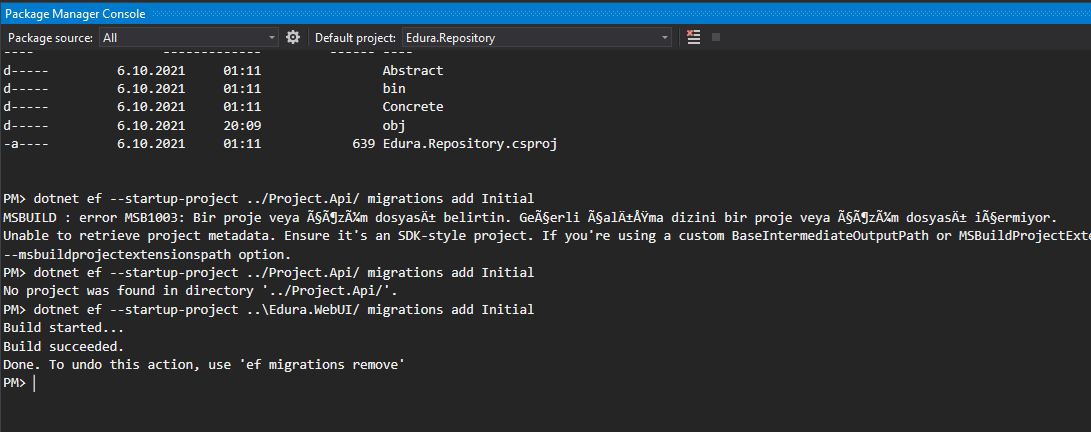 Package Manager Console
Package source: All Default project: Edura.Repository
d----- 6.10.2021 01:11 Abstract
d----- 6.10.2021 01:11 bin
d----- 6.10.2021 01:11 Concrete
d----- 6.10.2021 20:09 obj
-a---- 6.10.2021 01:11 639 Edura.Repository.csproj
PM> dotnet ef --startup-project ../Project.Api/ migrations add Initial
MSBUILD : error MSB1003: Bir proje veya Ã§Ã¶zÃ¼m dosyasÄ± belirtin. GeÃ§erli Ã§alÄ±ÅŸma dizini bir proje veya Ã§Ã¶zÃ¼m dosyasÄ± iÃ§ermiyor.
Unable to retrieve project metadata. Ensure it's an SDK-style project. If you're using a custom BaseIntermediateOutputPath or MSBuildProjectExte
--msbuildprojectextensionspath option.
PM> dotnet ef --startup-project ../Project.Api/ migrations add Initial
No project was found in directory '../Project.Api/'.
PM> dotnet ef --startup-project ..\Edura.WebUI/ migrations add Initial
Build started...
Build succeeded.
Done. To undo this action, use 'ef migrations remove'
PM>